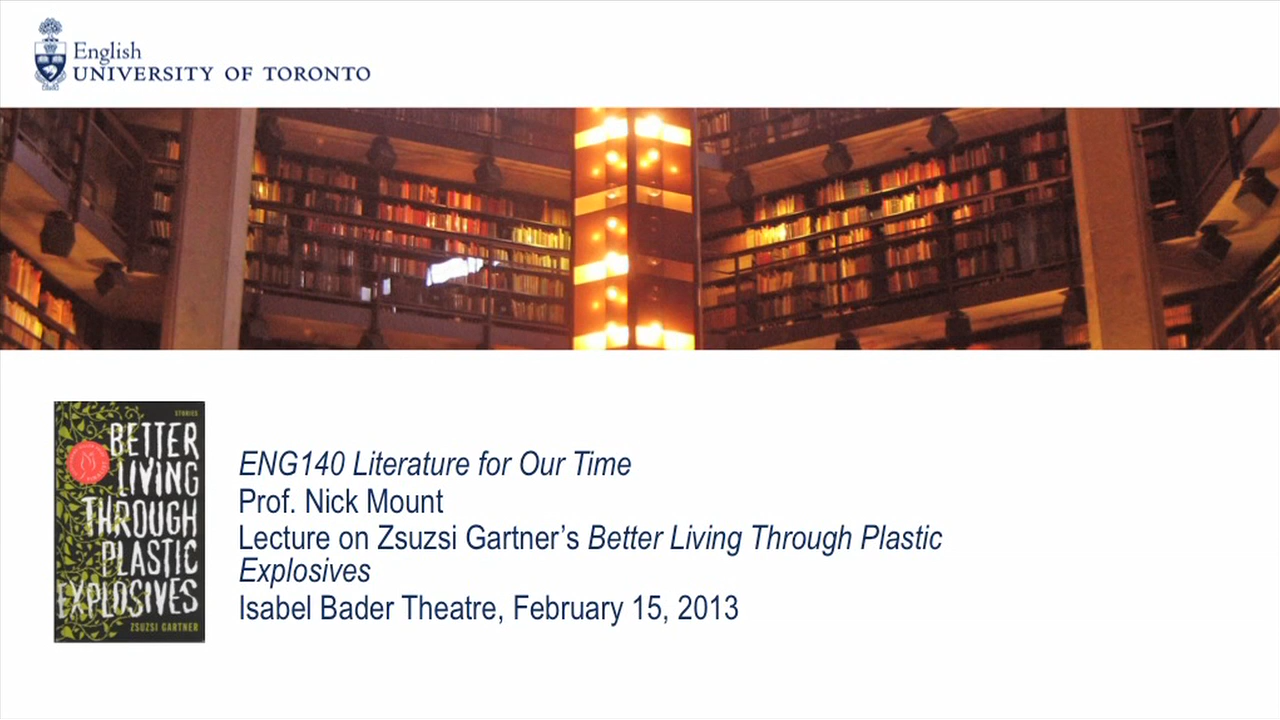 English
UNIVERSITY OF TORONTO
STORIES
BETTER
LIVING
THROUGH
PLASTIC
EXPLOSIVES
ZSUZSI GARTNER
ENG140 Literature for Our Time
Prof. Nick Mount
Lecture on Zsuzsi Gartner’s Better Living Through Plastic
Explosives
Isabel Bader Theatre, February 15, 2013